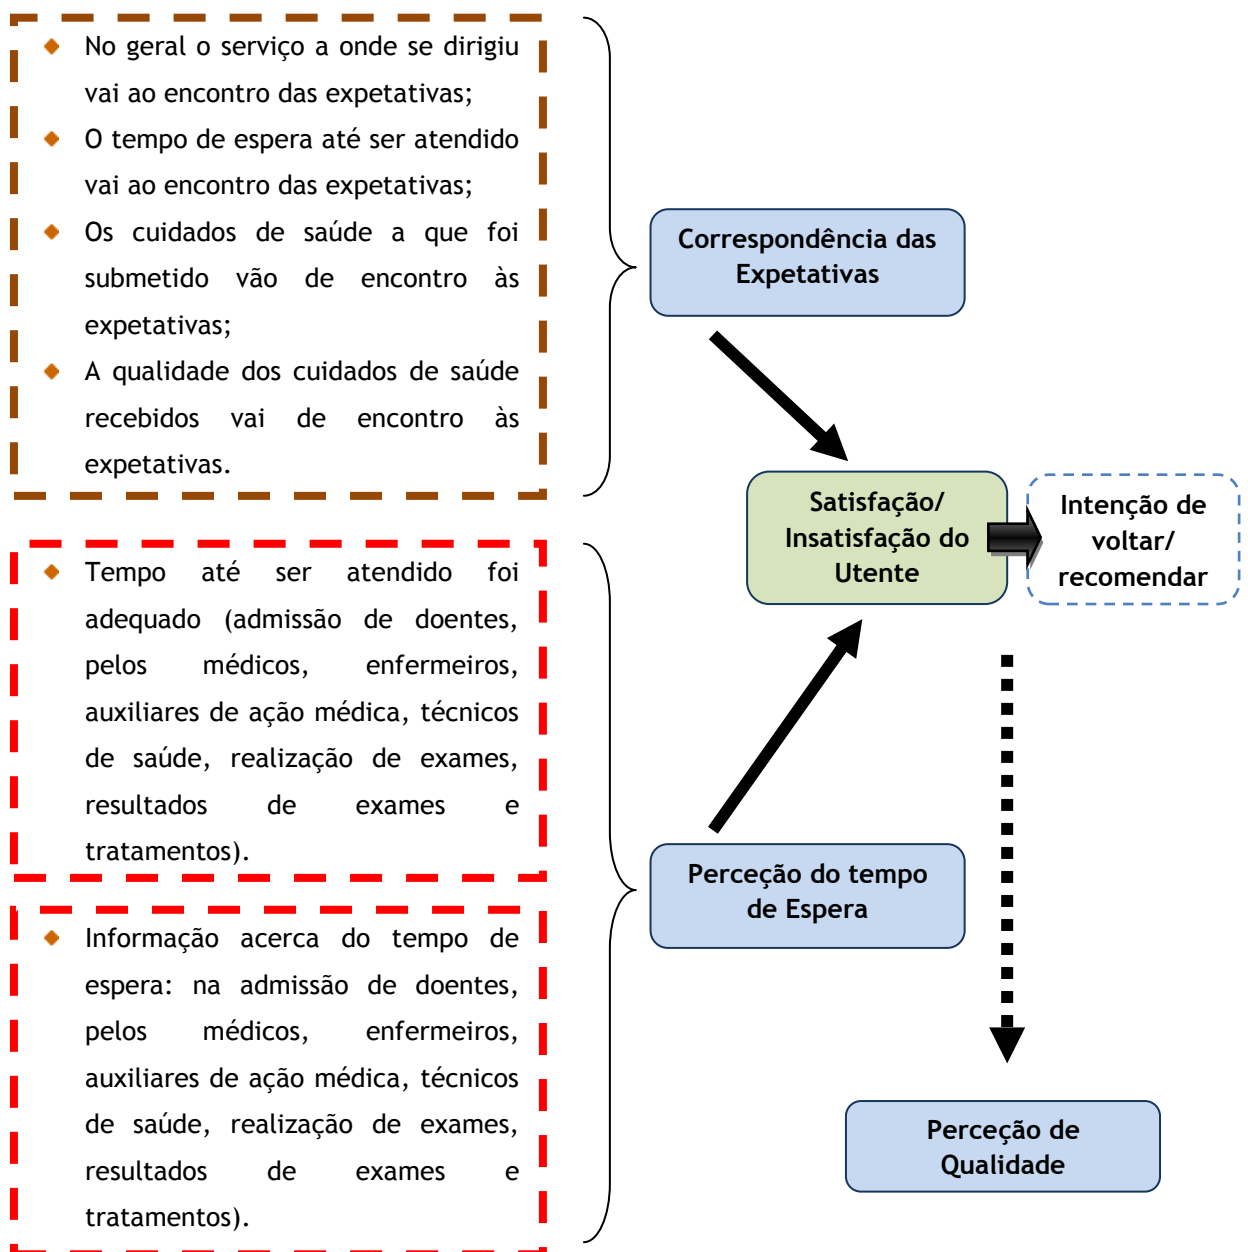 No geral o serviço a onde se dirigiu
vai ao encontro das expetativas;
O tempo de espera até ser atendido
vai ao encontro das expetativas;
Os cuidados de saúde a que foi
submetido vão de encontro às
expetativas;
A qualidade dos cuidados de saúde
recebidos vai de encontro às
expetativas.
Correspondência das
Expetativas
Satisfação/
Insatisfação do
Utente
Intenção de
voltar/
recomendar
Tempo até ser atendido foi
adequado (admissão de doentes,
pelos médicos, enfermeiros,
auxiliares de ação médica, técnicos
de saúde, realização de exames,
resultados de exames e
tratamentos).
Perceção do tempo
de Espera
Informação acerca do tempo de
espera: na admissão de doentes,
pelos médicos, enfermeiros,
auxiliares de ação médica, técnicos
de saúde, realização de exames,
resultados de exames e
tratamentos).
Perceção de
Qualidade